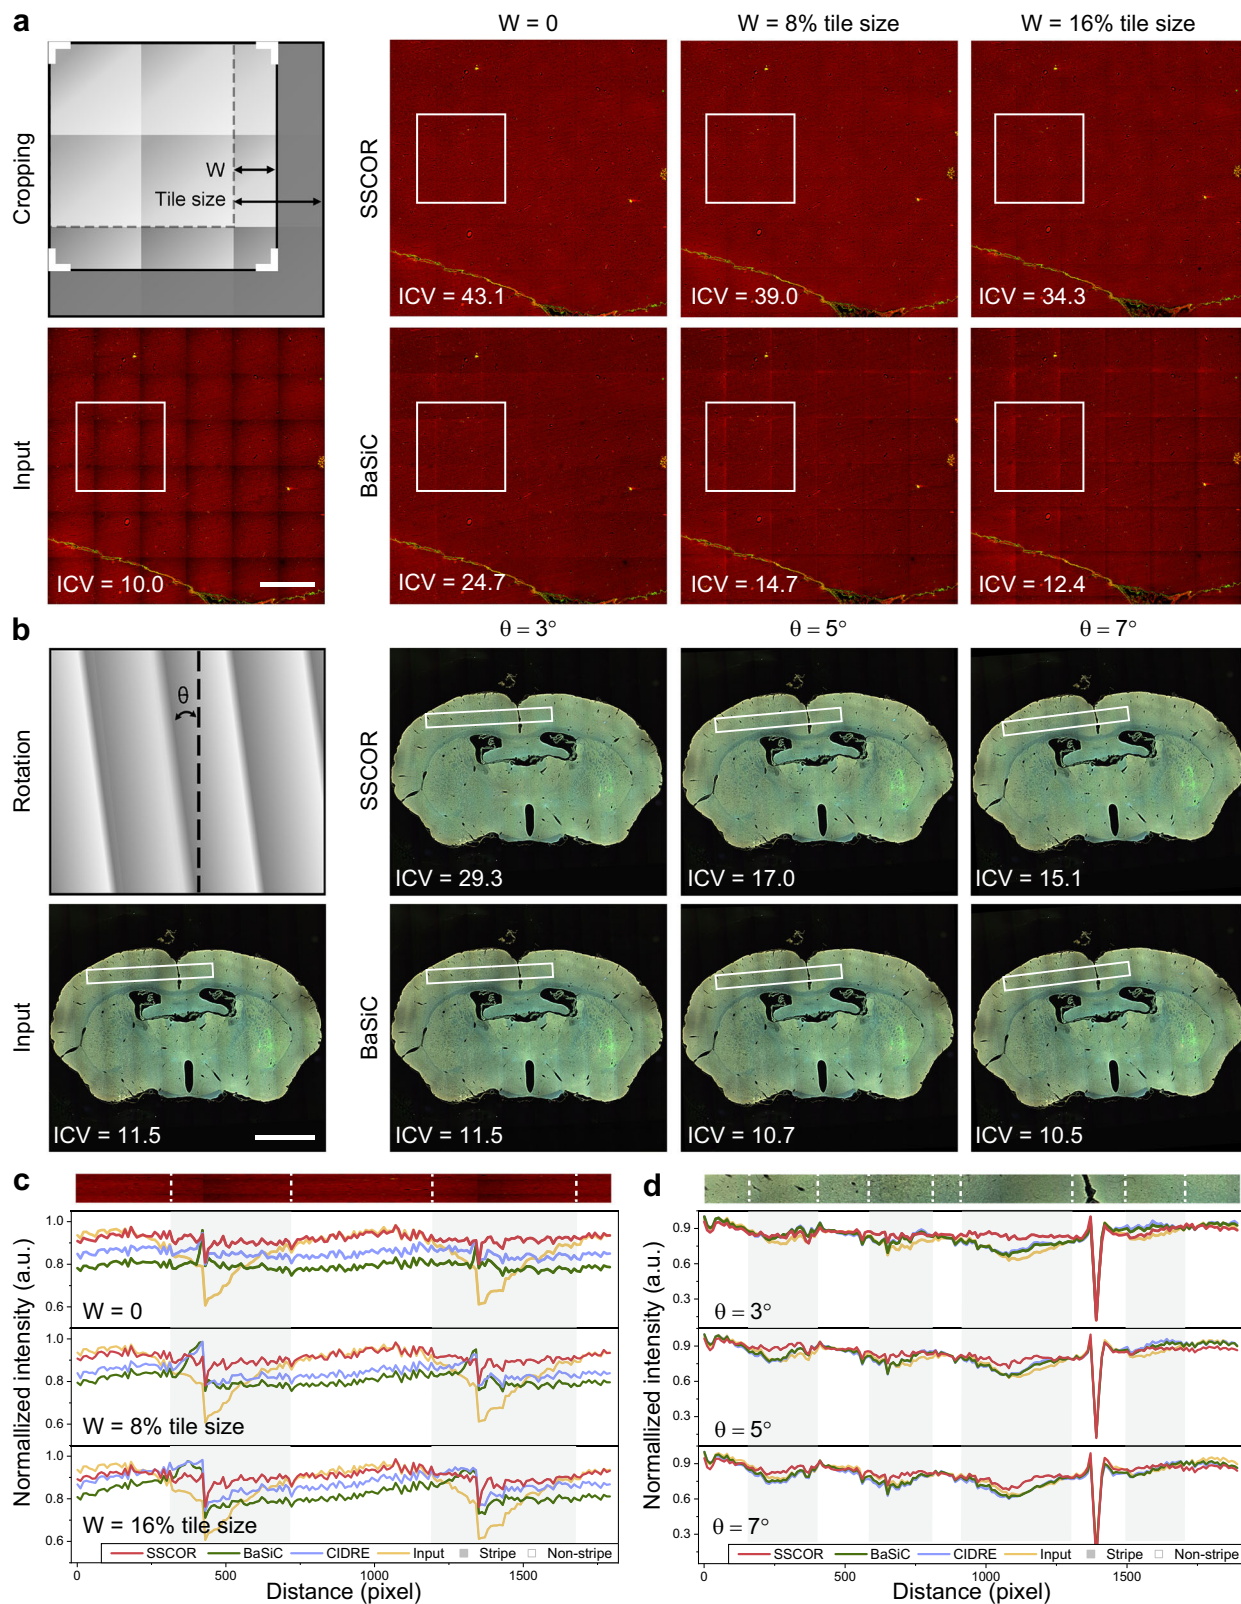 a
W = 0
W = 8% tile size
W = 16% tile size
Cropping
W
Tile size
SSCOR
ICV = 43.1
ICV = 39.0
ICV = 34.3
Input
ICV = 10.0
BaSiC
ICV = 24.7
ICV = 14.7
ICV = 12.4
b
θ = 3°
θ = 5°
θ = 7°
Rotation
θ
SSCOR
ICV = 29.3
ICV = 17.0
ICV = 15.1
Input
ICV = 11.5
BaSiC
ICV = 11.5
ICV = 10.7
ICV = 10.5
c
Normallized intensity (a.u.)
1.0
0.8
0.6
W = 0
1.0
0.8
0.6
W = 8% tile size
1.0
0.8
0.6
W = 16% tile size
SSCOR BaSiC CIDRE Input Stripe Non-stripe
0 500 1000 1500
Distance (pixel)
d
Normallized intensity (a.u.)
0.9
0.6
0.3
θ = 3°
0.9
0.6
0.3
θ = 5°
0.9
0.6
0.3
θ = 7°
SSCOR BaSiC CIDRE Input Stripe Non-stripe
0 500 1000 1500
Distance (pixel)